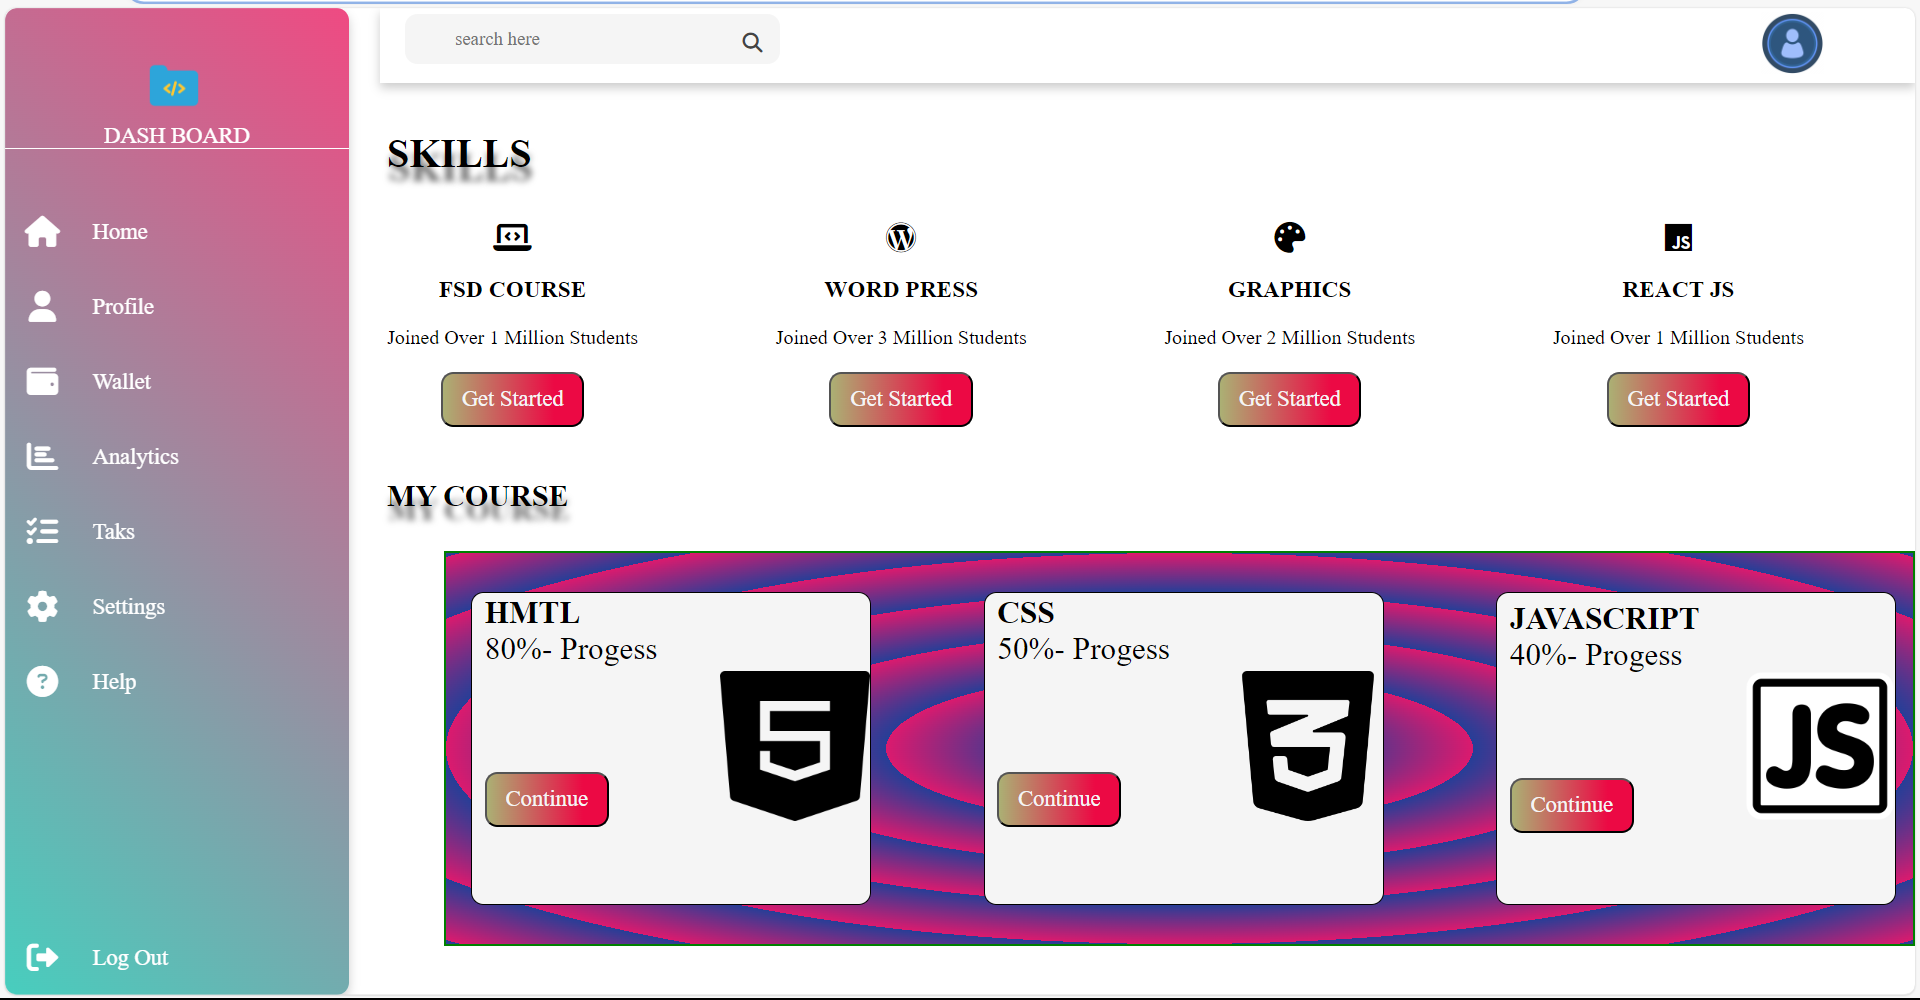 search here
DASH BOARD
Home
Profile
Wallet
Analytics
Taks
Settings
Help
Log Out
SKILLS
FSD COURSE
Joined Over 1 Million Students
Get Started
WORD PRESS
Joined Over 3 Million Students
Get Started
GRAPHICS
Joined Over 2 Million Students
Get Started
JS
REACT JS
Joined Over 1 Million Students
Get Started
MY COURSE
HMTL
80%- Progess
5
Continue
CSS
50%- Progess
3
Continue
JAVASCRIPT
40%- Progess
JS
Continue